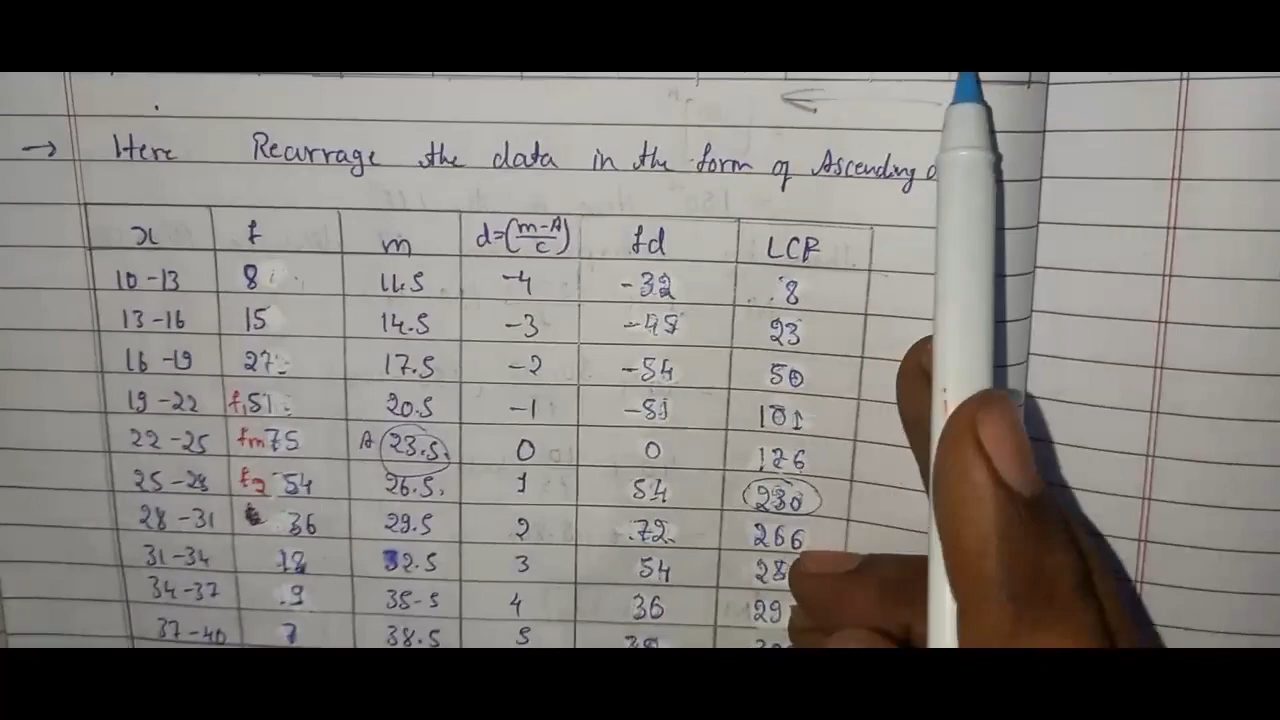 → Here Rearrage the data in the form of Ascending
x f m d=(m-A/c) fd LCF
10-13 8 11.5 -4 -32 8
13-16 15 14.5 -3 -45 23
16-19 27 17.5 -2 -54 50
19-22 f1 51 20.5 -1 -51 101
22-25 fm 75 A 23.5 0 0 176
25-28 f2 54 26.5 1 54 230
28-31 36 29.5 2 72 266
31-34 18 32.5 3 54
34-37 9 35-5 4 36
37-40 7 38.5 5